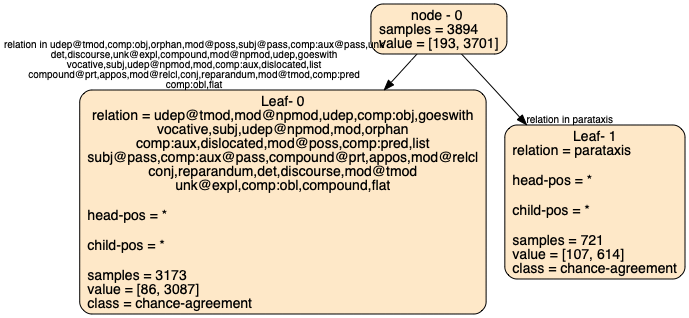 node - 0
samples = 3894
value = [193, 3701]
relation in udep@tmod,comp:obj,orphan,mod@poss,subj@pass,comp:aux@pass,unk
det,discourse,unk@expl,compound,mod@npmod,udep,goeswith
vocative,subj,udep@npmod,mod,comp:aux,dislocated,list
compound@prt,appos,mod@relcl,conj,reparandum,mod@tmod,comp:pred
comp:obl,flat
Leaf- 0
relation = udep@tmod,mod@npmod,udep,comp:obj,goeswith
vocative,subj,udep@npmod,mod,orphan
comp:aux,dislocated,mod@poss,comp:pred,list
subj@pass,comp:aux@pass,compound@prt,appos,mod@relcl
conj,reparandum,det,discourse,mod@tmod
unk@expl,comp:obl,compound,flat
head-pos = *
child-pos = *
samples = 3173
value = [86, 3087]
class = chance-agreement
relation in parataxis
Leaf- 1
relation = parataxis
head-pos = *
child-pos = *
samples = 721
value = [107, 614]
class = chance-agreement